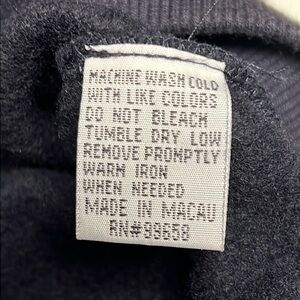 MACHINE WASH COLD
WITH LIKE COLORS
DO NOT BLEACH
TUMBLE DRY LOW
REMOVE PROMPTLY
WARM IRON
WHEN NEEDED
MADE IN MACAU
RN#99658